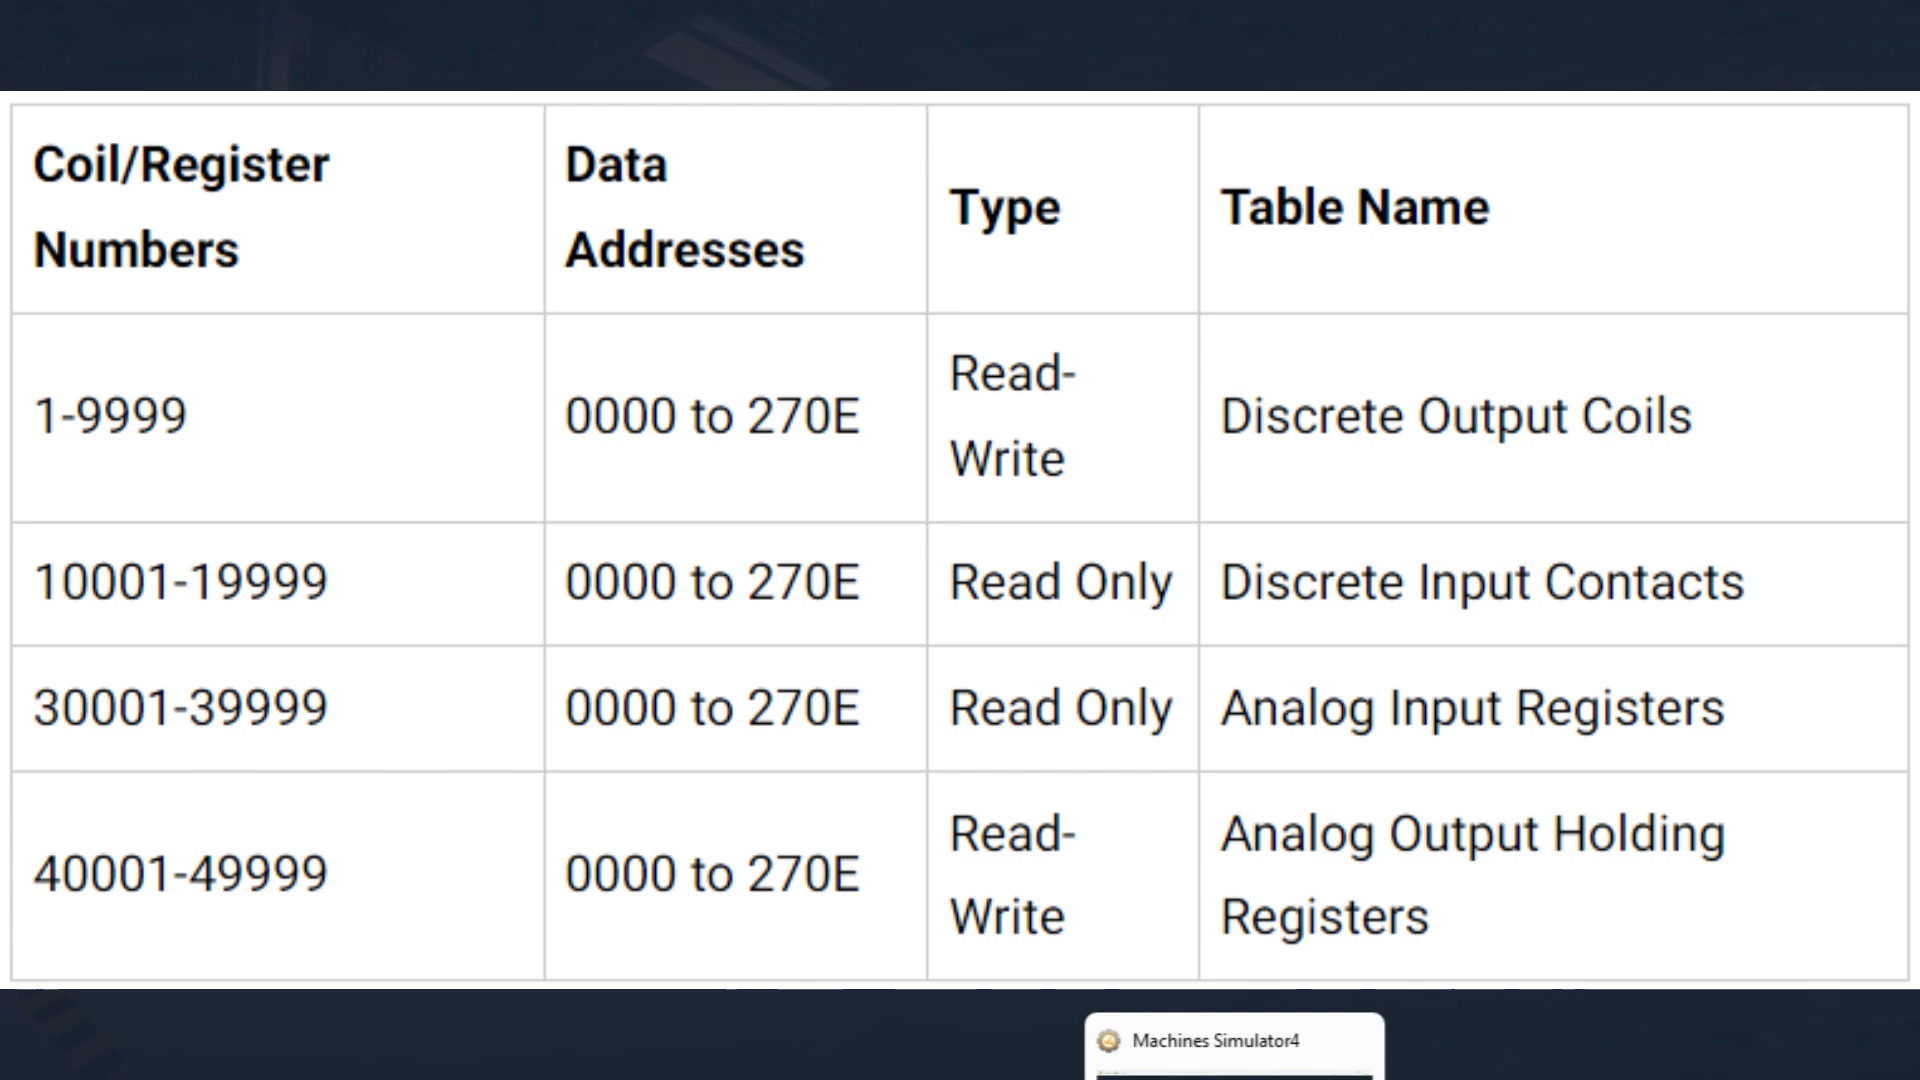 Coil/Register
Numbers
Data
Addresses
Type
Table Name
1-9999
0000 to 270E
Read-
Write
Discrete Output Coils
10001-19999
0000 to 270E
Read Only
Discrete Input Contacts
30001-39999
0000 to 270E
Read Only
Analog Input Registers
40001-49999
0000 to 270E
Read-
Write
Analog Output Holding
Registers
Machines Simulator4